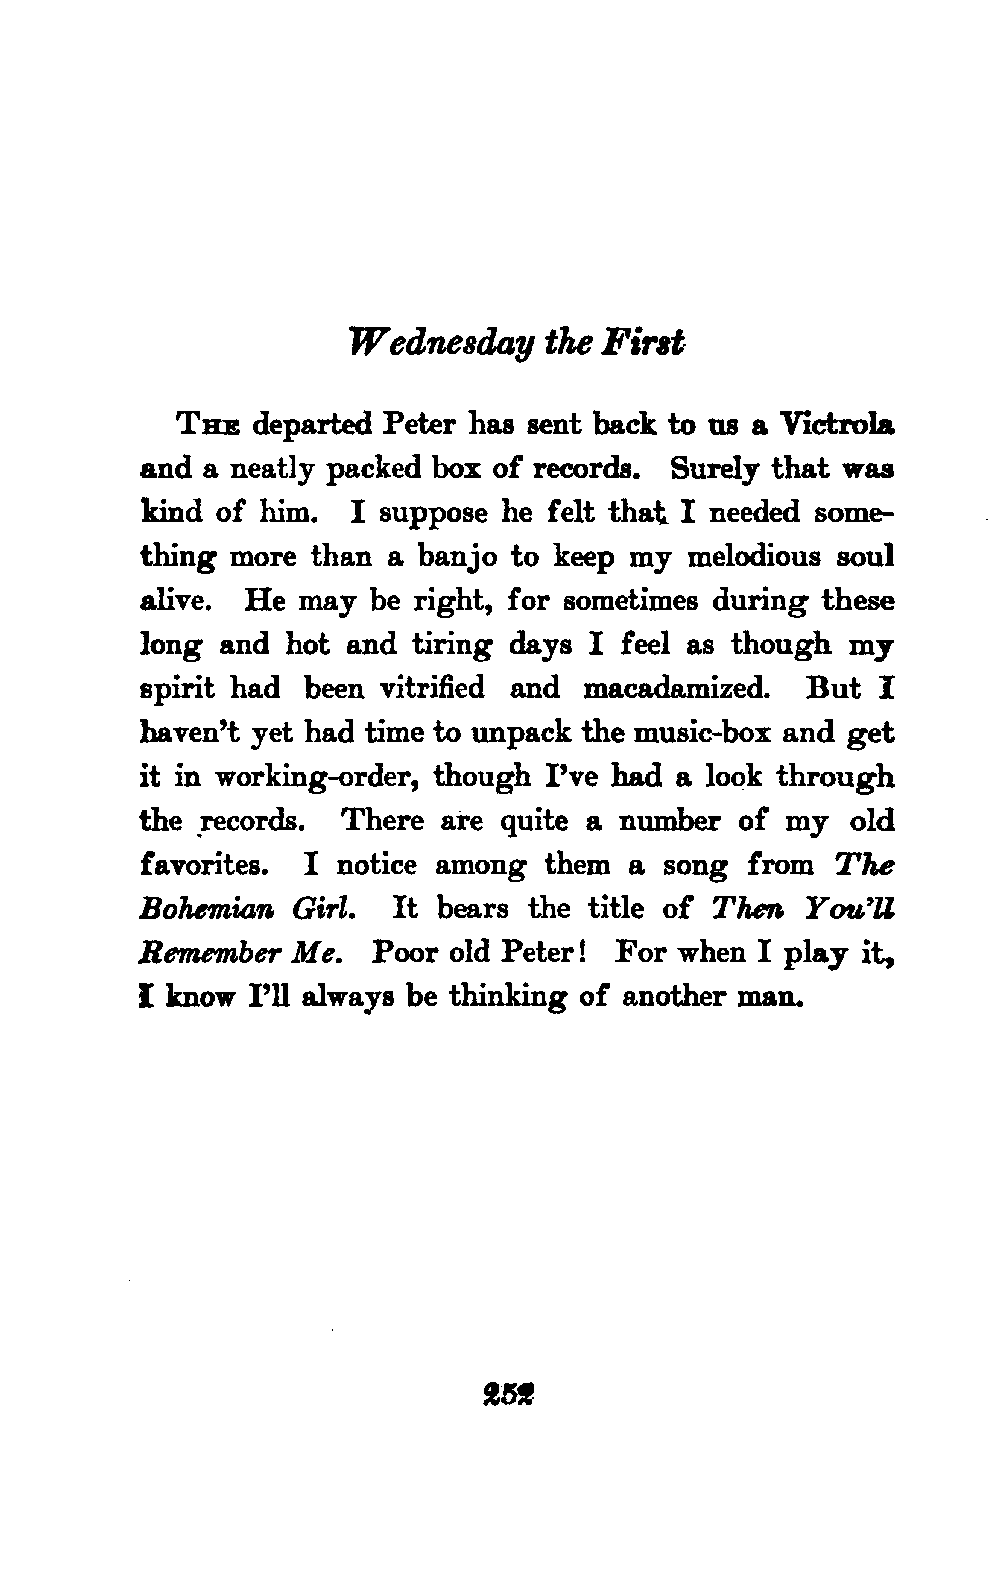 Wednesday the First
THE departed Peter has sent back to us a Victrola
and a neatly packed box of records. Surely that was
kind of him. I suppose he felt that I needed some-
thing more than a banjo to keep my melodious soul
alive. He may be right, for sometimes during these
long and hot and tiring days I feel as though my
spirit had been vitrified and macadamized. But I
haven't yet had time to unpack the music-box and get
it in working-order, though I've had a look through
the records. There are quite a number of my old
favorites. I notice among them a song from The
Bohemian Girl. It bears the title of Then You'll
Remember Me. Poor old Peter! For when I play it,
I know I'll always be thinking of another man.
252